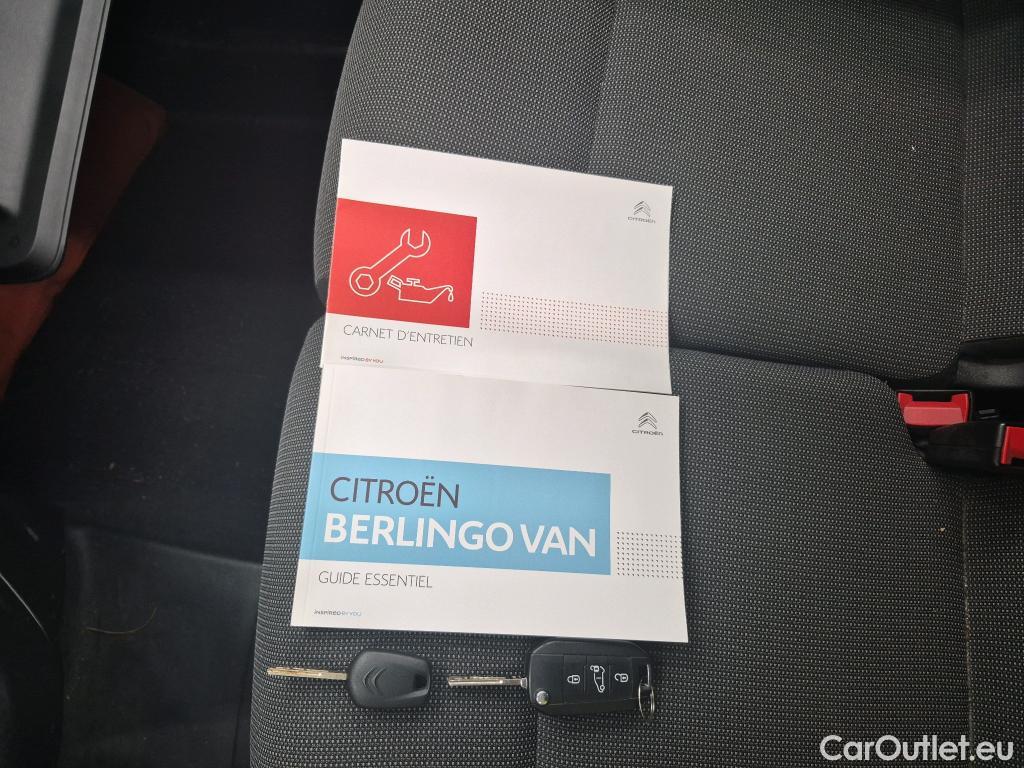 CITROËN
CARNET D'ENTRETIEN
INSPIRED BY YOU
CITROËN
CITROËN
BERLINGO VAN
GUIDE ESSENTIEL
INSPIRED BY YOU
CarOutlet.eu